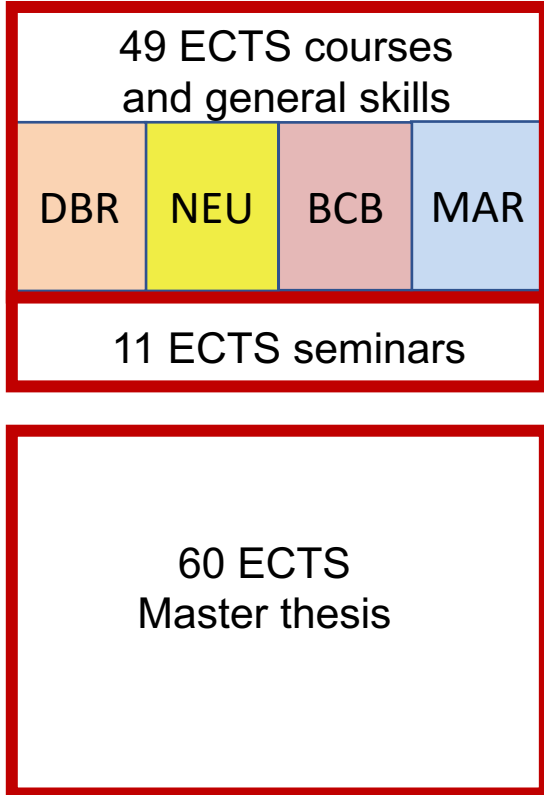 49 ECTS courses
and general skills
DBR NEU BCB MAR
11 ECTS seminars
60 ECTS
Master thesis